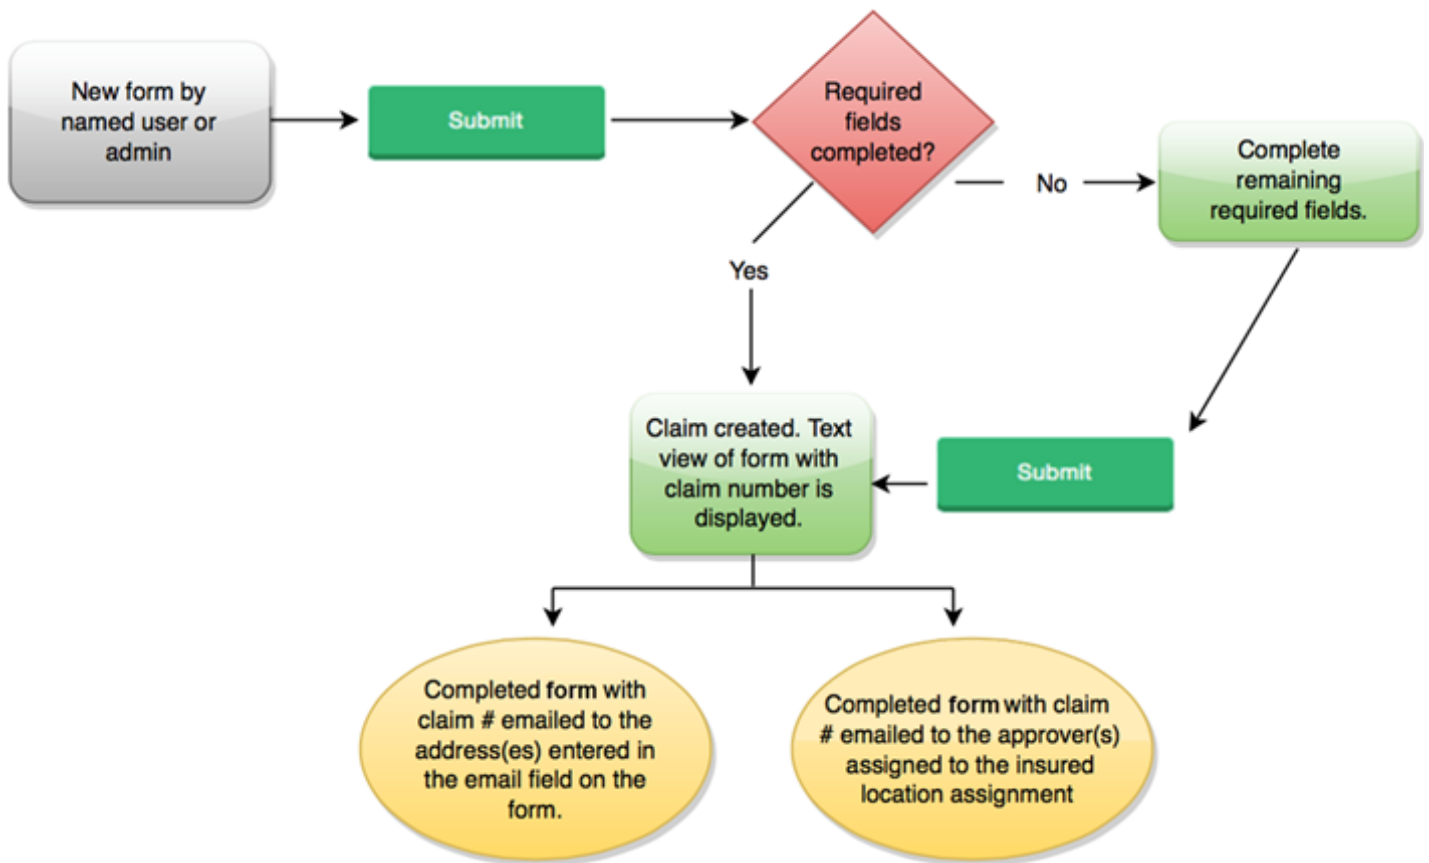 New form by
named user or
admin
Submit
Required
fields
completed?
No
Complete
remaining
required fields.
Yes
Claim created. Text
view of form with
claim number is
displayed.
Submit
Completed form with
claim # emailed to the
address(es) entered in
the email field on the
form.
Completed form with claim
# emailed to the approver(s)
assigned to the insured
location assignment